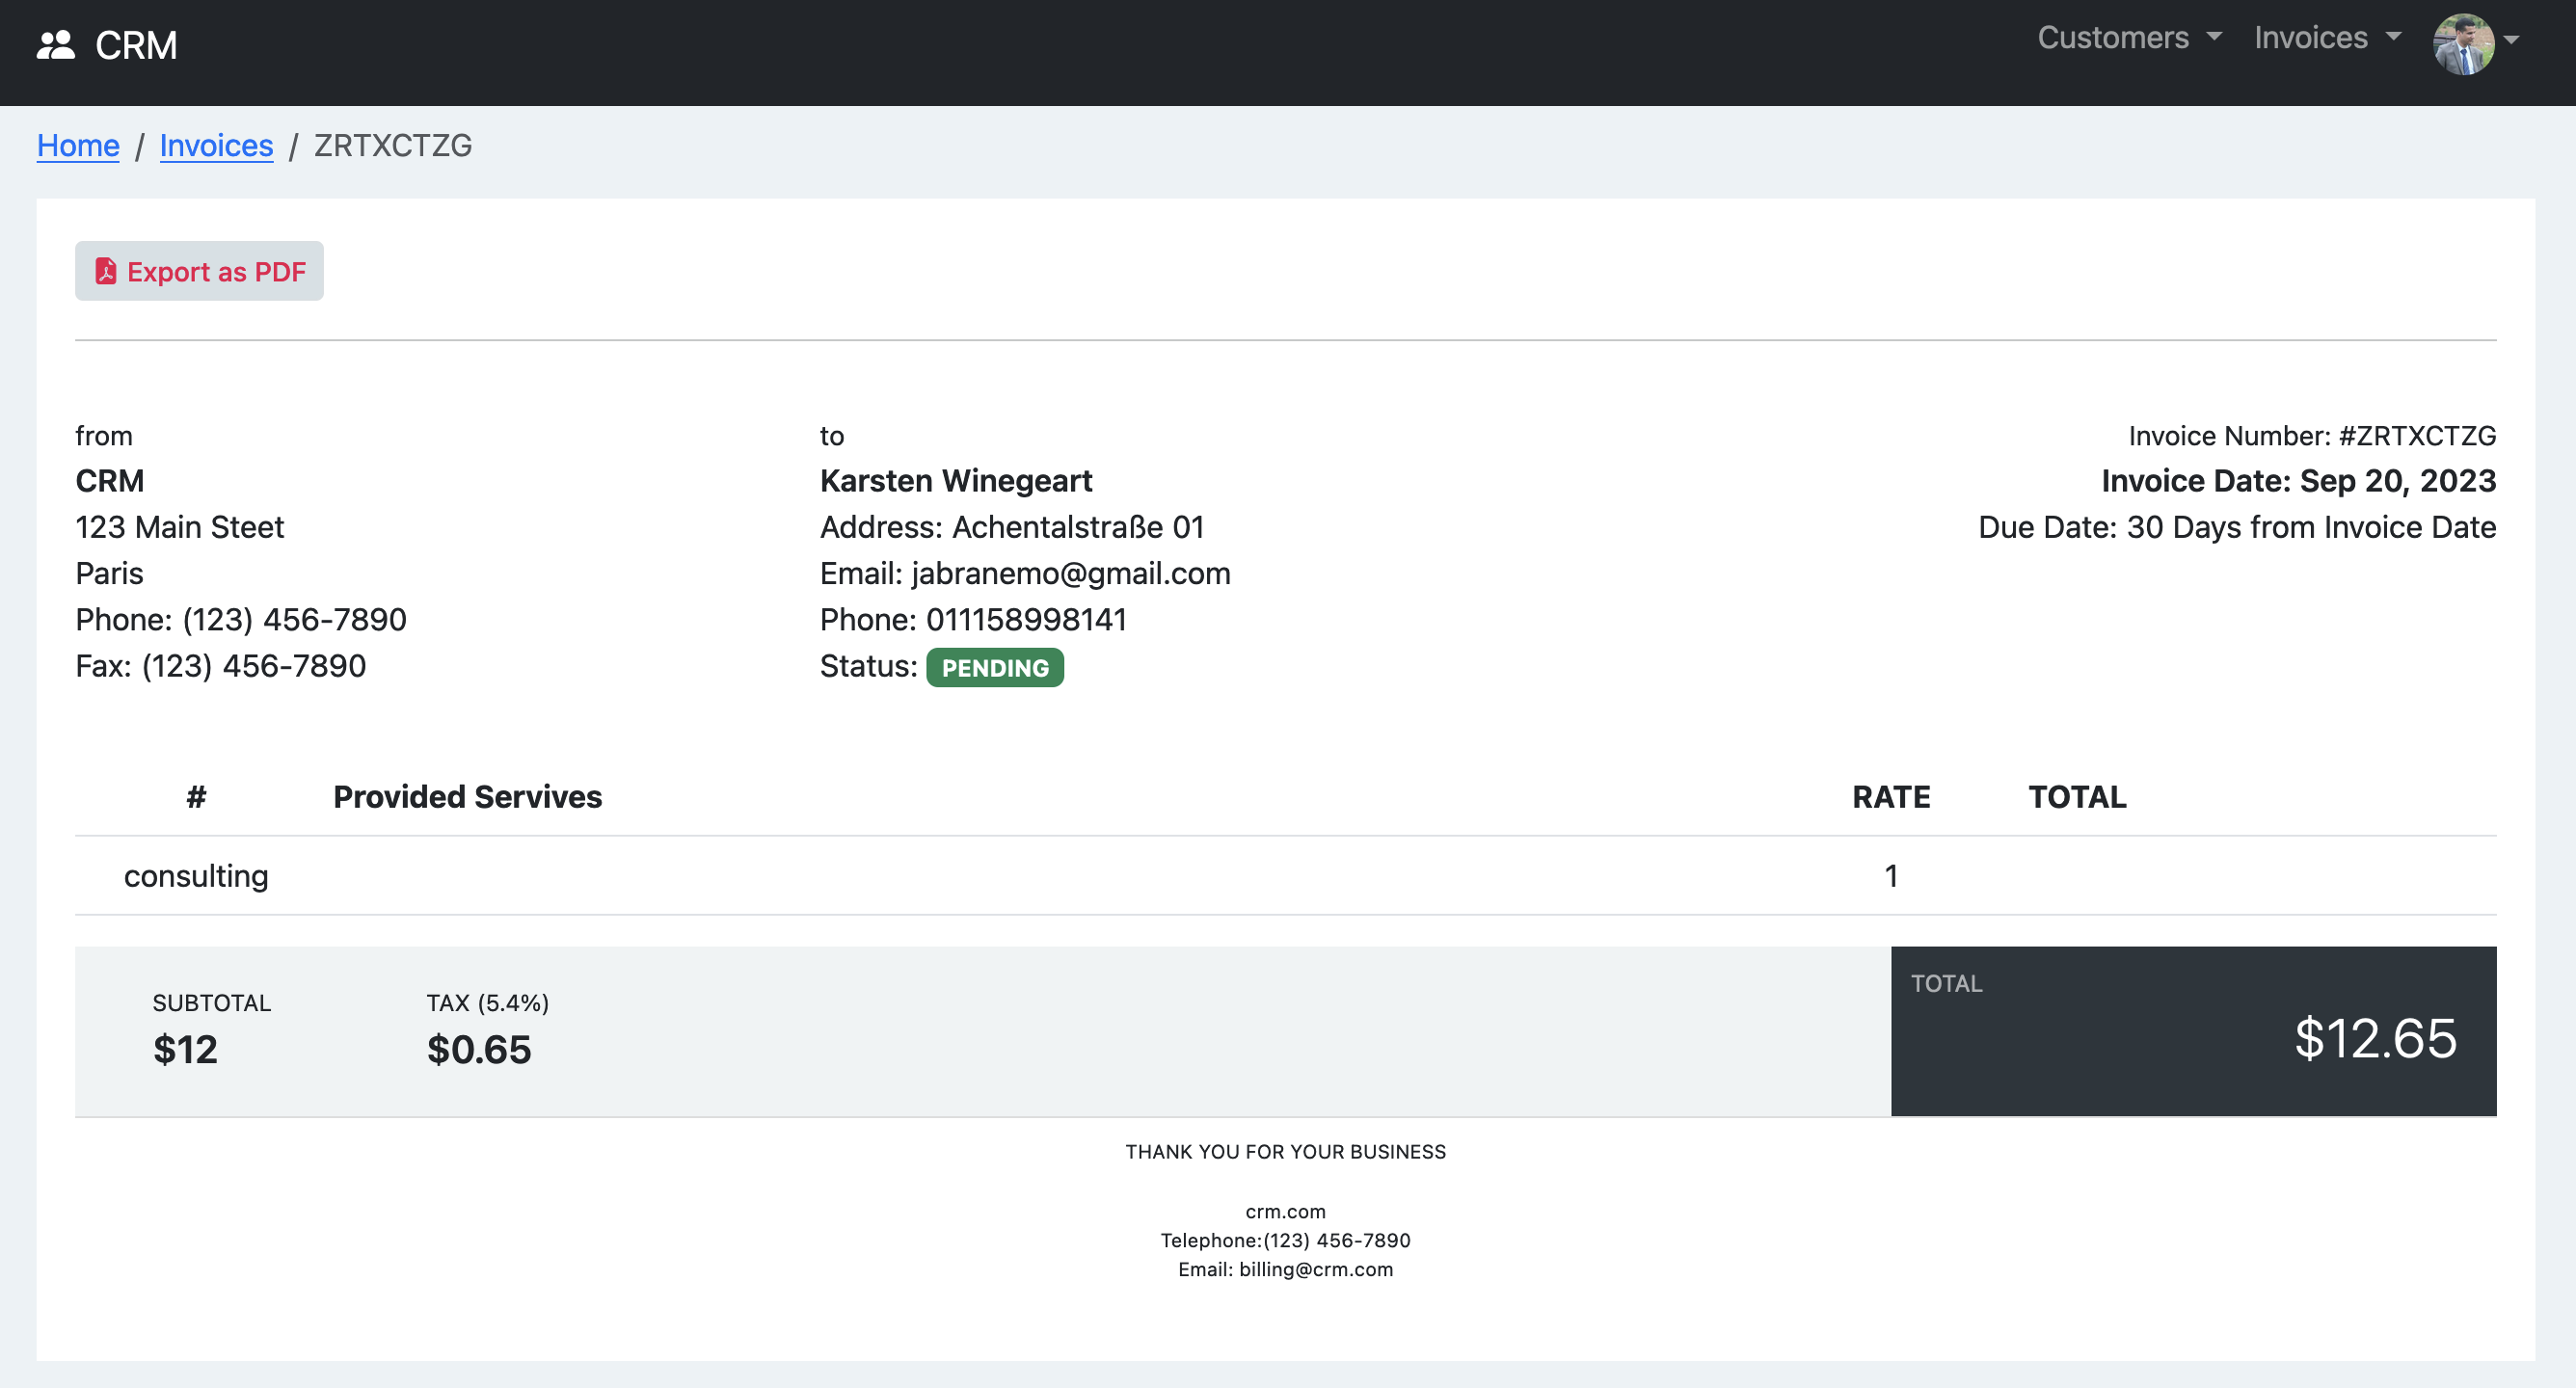 CRM
Customers Invoices
Home / Invoices / ZRTXCTZG
Export as PDF
from
CRM
123 Main Steet
Paris
Phone: (123) 456-7890
Fax: (123) 456-7890
to
Karsten Winegeart
Address: Achentalstraße 01
Email: jabranemo@gmail.com
Phone: 011158998141
Status: PENDING
Invoice Number: #ZRTXCTZG
Invoice Date: Sep 20, 2023
Due Date: 30 Days from Invoice Date
# Provided Servives RATE TOTAL
consulting 1
SUBTOTAL
$12
TAX (5.4%)
$0.65
TOTAL
$12.65
THANK YOU FOR YOUR BUSINESS
crm.com
Telephone:(123) 456-7890
Email: billing@crm.com